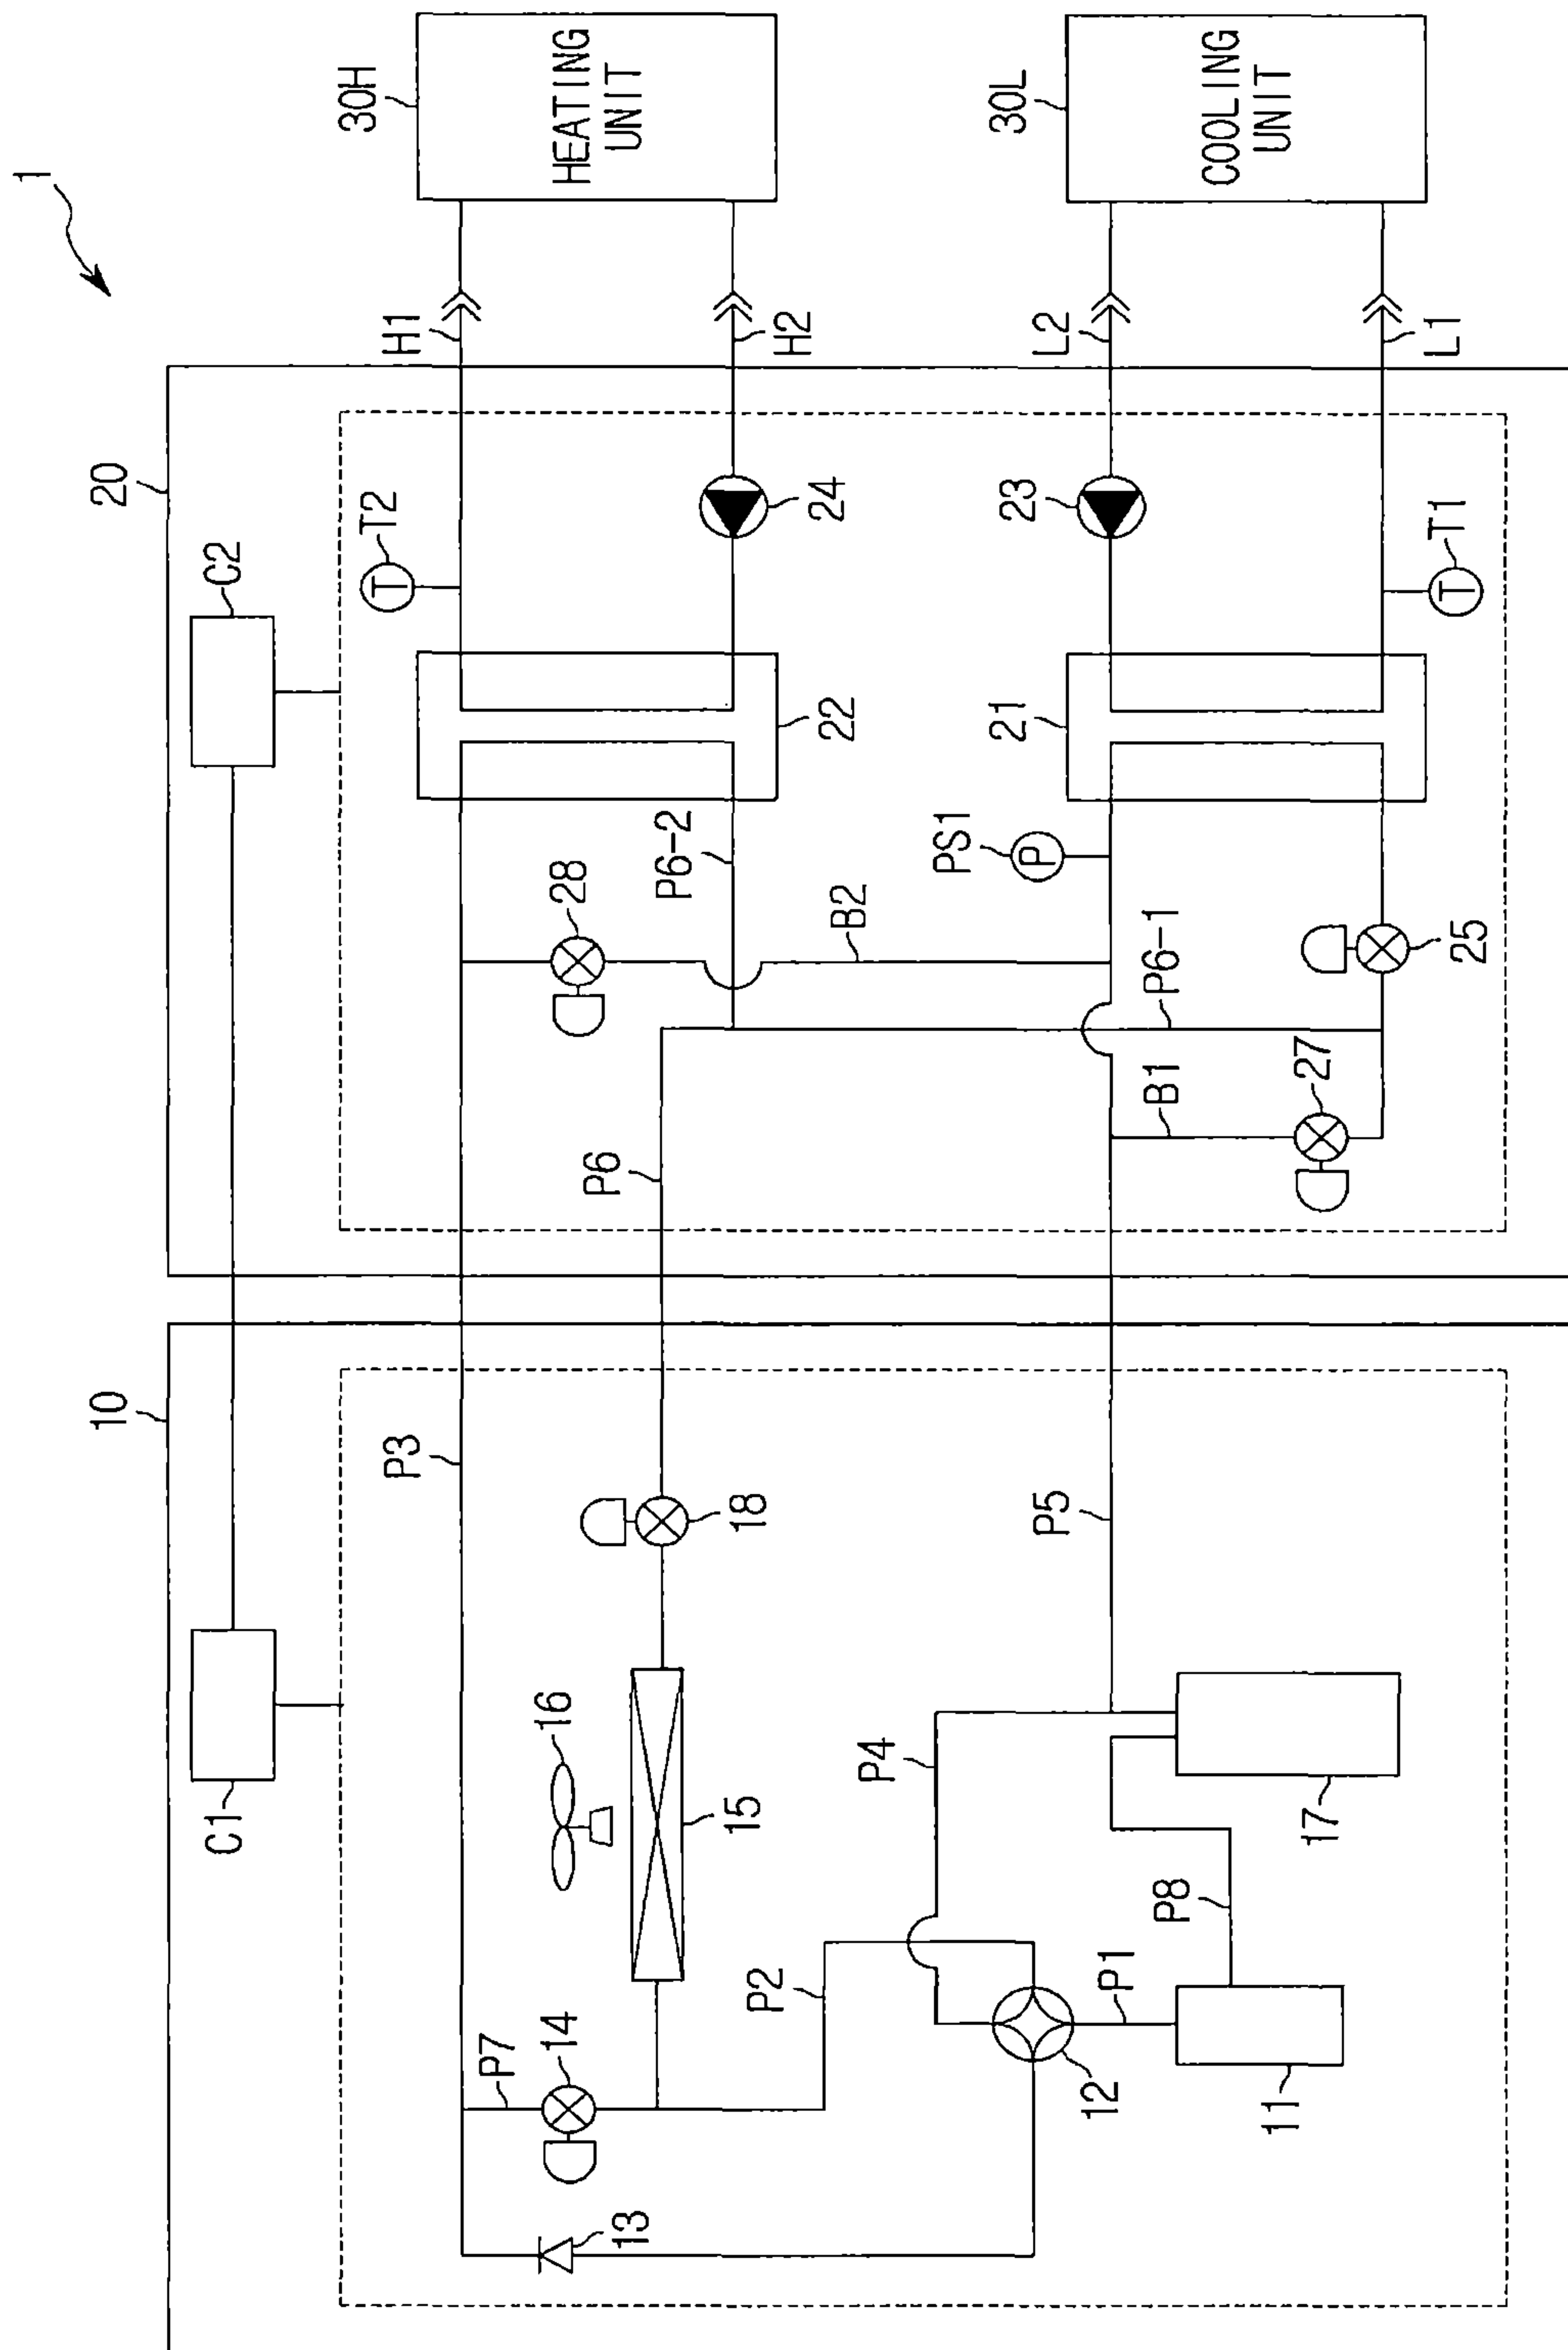 1
10
20
C1
C2
30H
HEATING
UNIT
30L
COOLING
UNIT
H1
H2
L2
L1
P3
T
T2
24
23
T
T1
22
21
P6-2
P
PS1
28
B2
P6-1
25
27
B1
P6
P5
18
16
15
P4
17
P8
P7
14
P2
P1
12
11
13